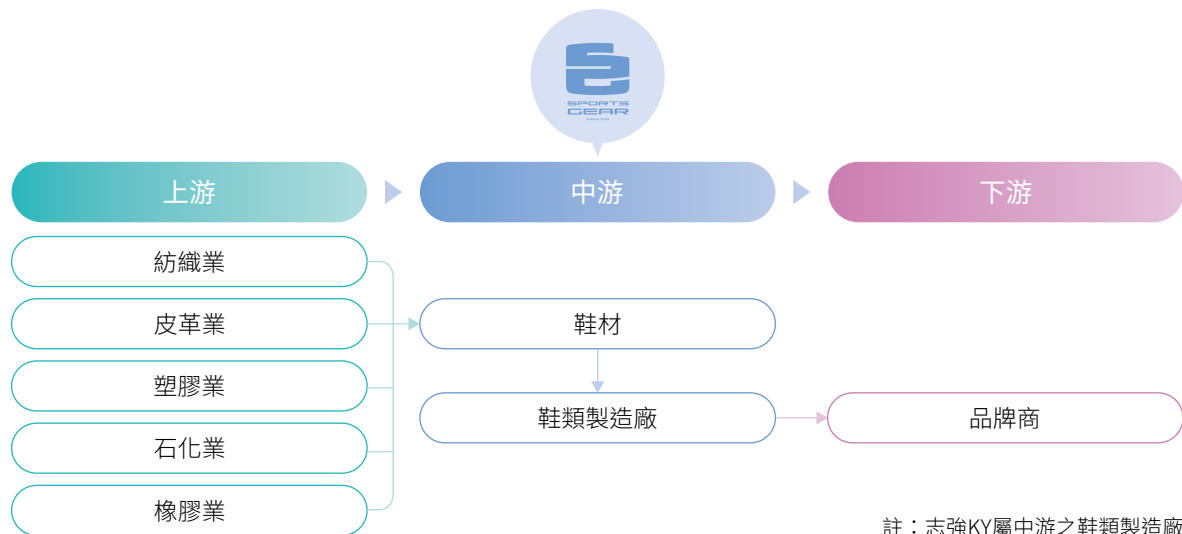 SPORTS
GEAR
上游
中游
下游
紡織業
皮革業
塑膠業
石化業
橡膠業
鞋材
鞋類製造廠
品牌商
註：志強KY屬中游之鞋類製造廠